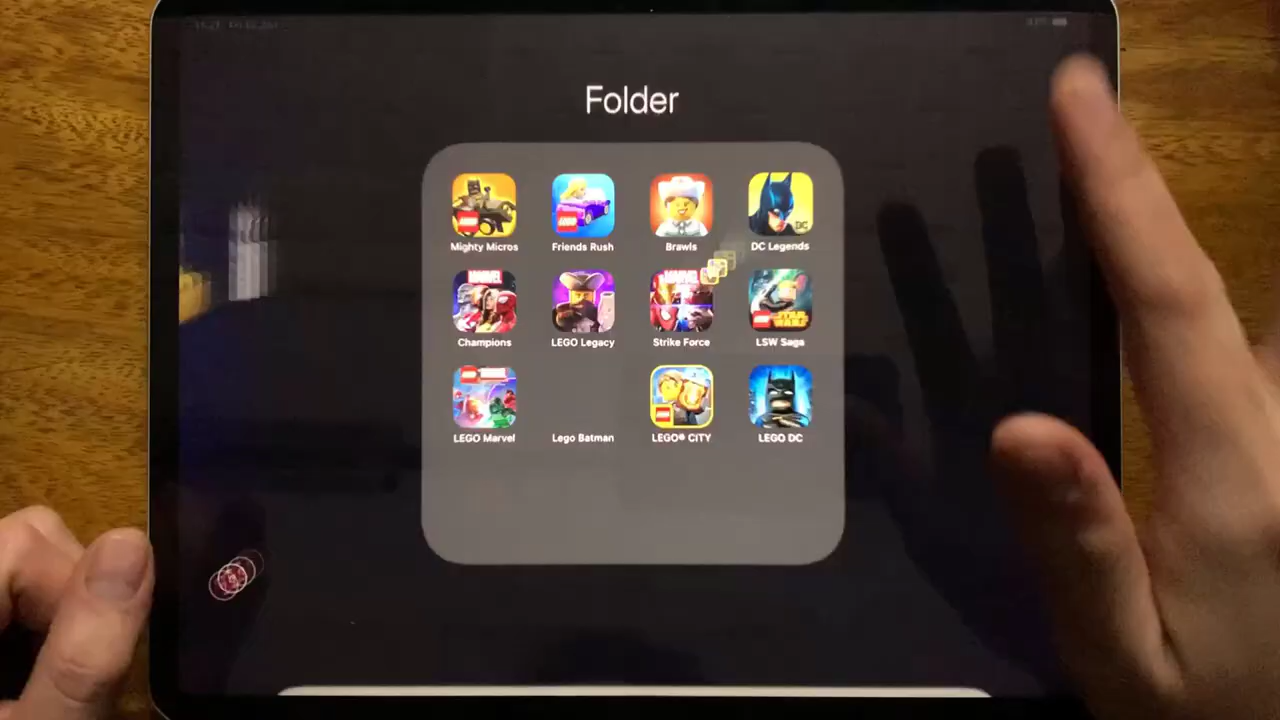 Folder
Mighty Micros
Friends Rush
Brawls
DC Legends
Champions
LEGO Legacy
Strike Force
LSW Saga
LEGO Marvel
Lego Batman
LEGO® CITY
LEGO DC